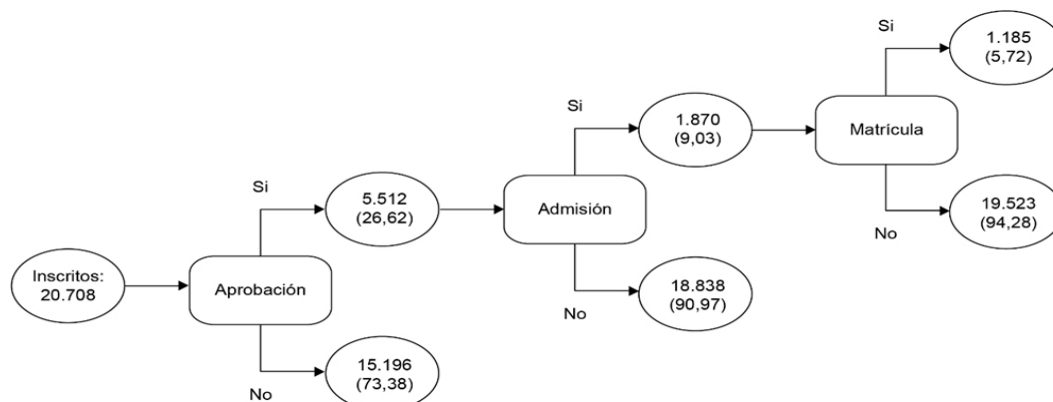 Inscritos:
20.708
Aprobación
Si
5.512
(26,62)
No
15.196
(73,38)
Admisión
Si
1.870
(9,03)
No
18.838
(90,97)
Matrícula
Si
1.185
(5,72)
No
19.523
(94,28)